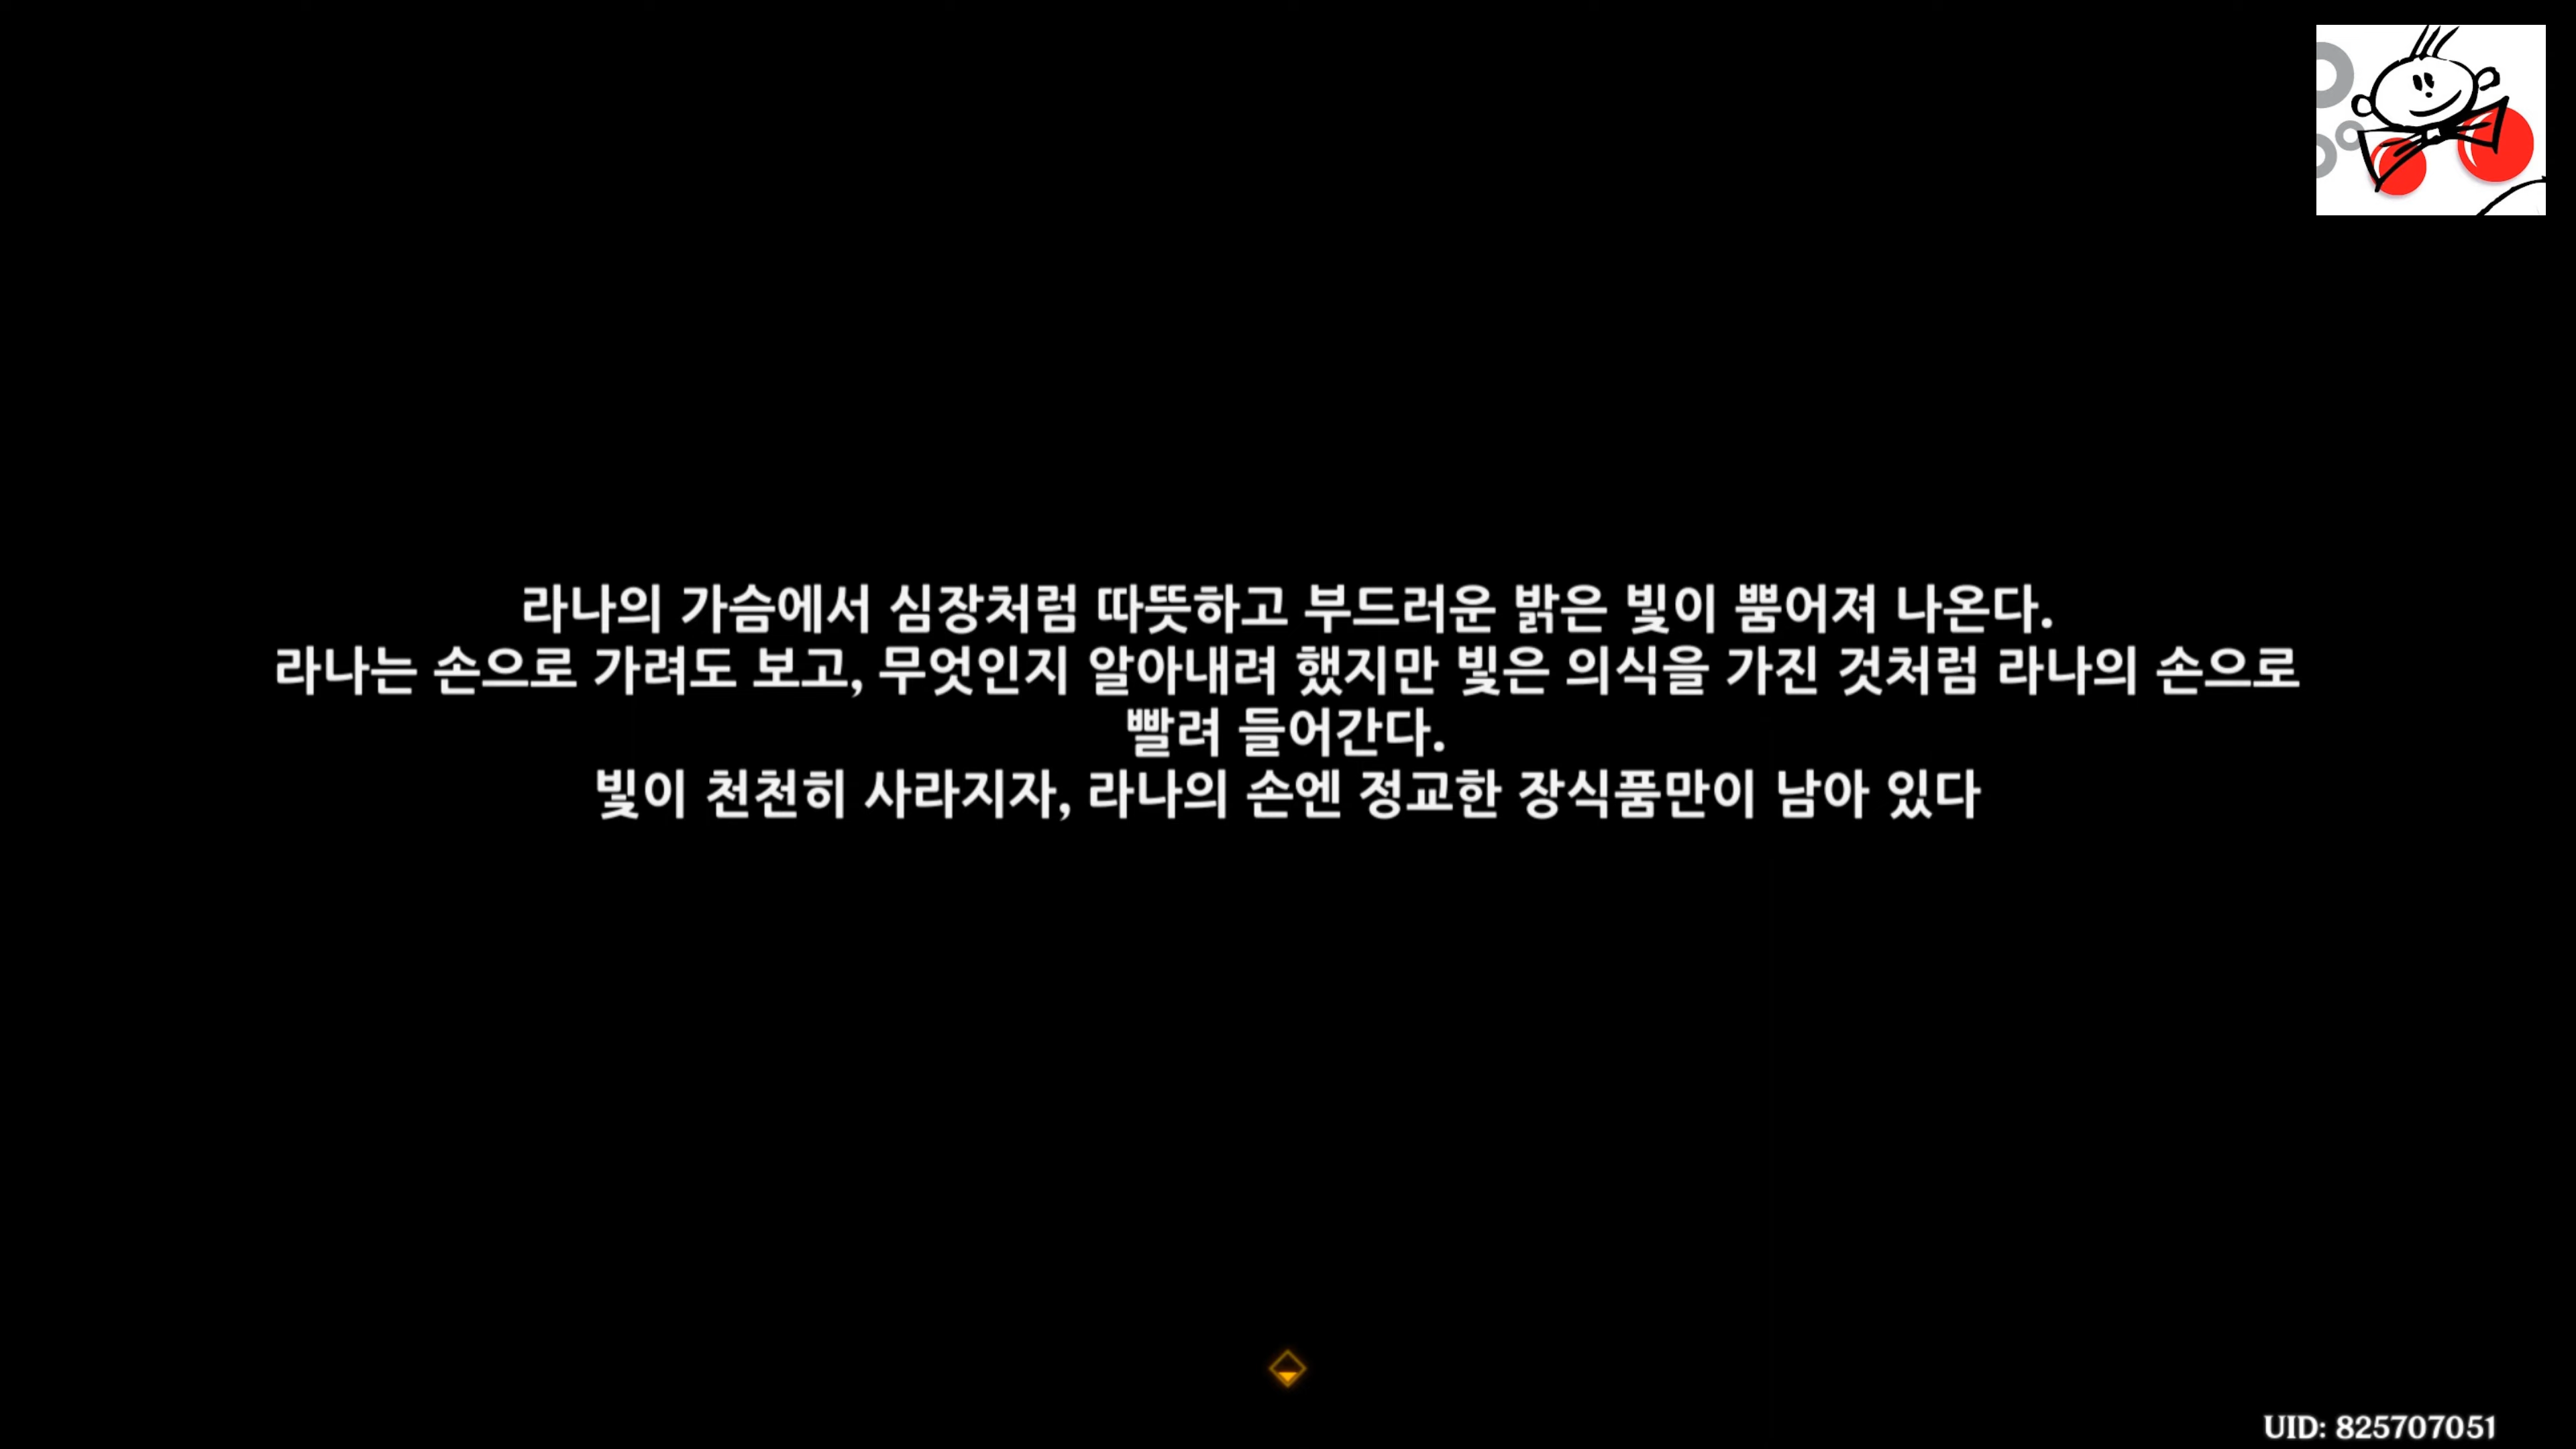 라나의 가슴에서 심장처럼 따뜻하고 부드러운 밝은 빛이 뿜어져 나온다.
라나는 손으로 가려도 보고, 무엇인지 알아내려 했지만 빛은 의식을 가진 것처럼 라나의 손으로
빨려 들어간다.
빛이 천천히 사라지자, 라나의 손엔 정교한 장식품만이 남아 있다
UID: 825707051